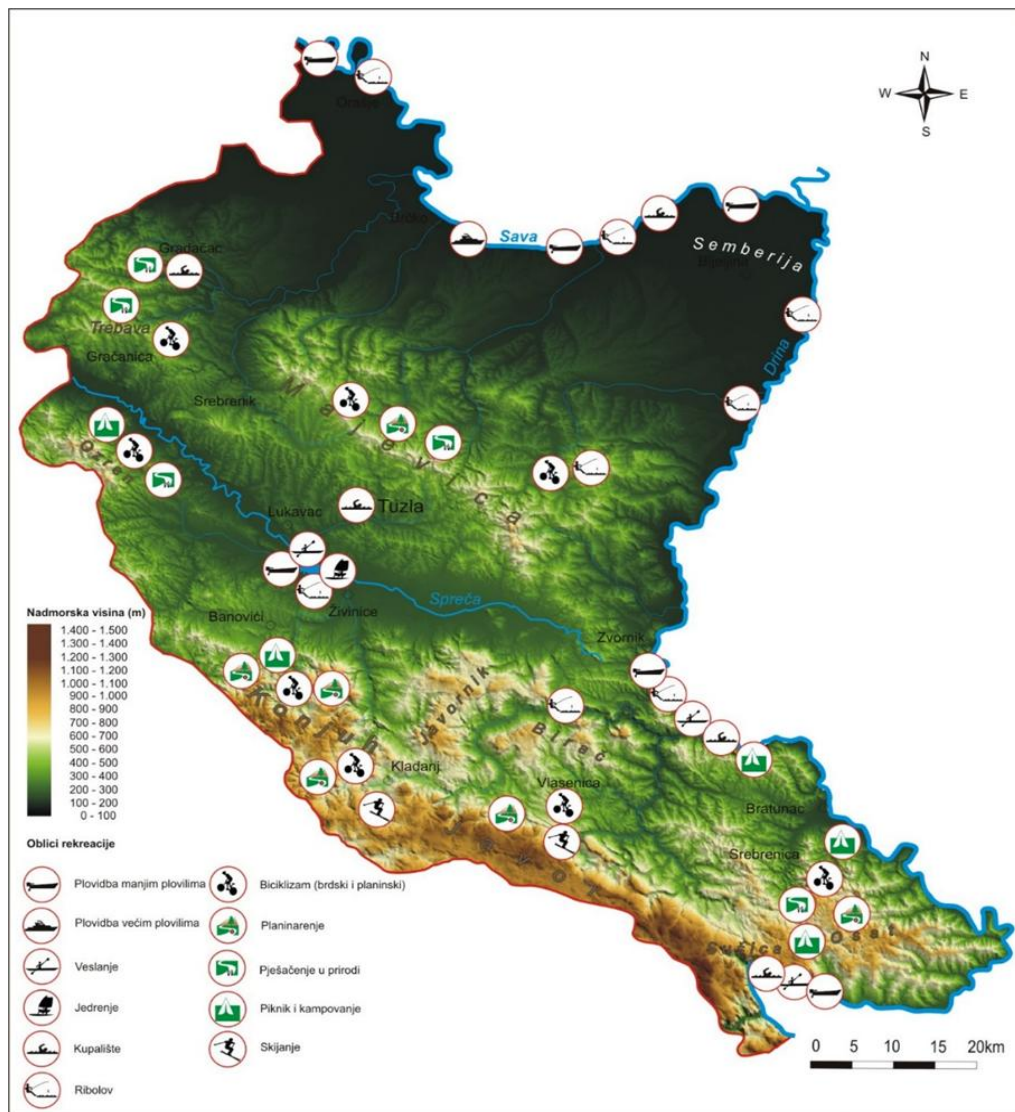 N
W E
S
Orašje
Brčko
Sava
Semberija
Bijeljina
Gradačac
Trebava
Gračanica
Drina
Srebrenik
Majevica
Ozren
Tuzla
Lukavac
Spreča
Živinice
Banovići
Zvornik
Nadmorska visina (m)
1.400 - 1.500
1.300 - 1.400
1.200 - 1.300
1.100 - 1.200
1.000 - 1.100
900 - 1.000
800 - 900
700 - 800
600 - 700
500 - 600
400 - 500
300 - 400
200 - 300
100 - 200
0 - 100
Konjuh
Javornik
Birač
Kladanj
Vlasenica
Bratunac
Srebrenica
Sušica
Osat
Oblici rekreacije
Plovidba manjim plovilima
Plovidba većim plovilima
Veslanje
Jedrenje
Kupalište
Ribolov
Biciklizam (brdski i planinski)
Planinarenje
Pješačenje u prirodi
Piknik i kampovanje
Skijanje
0 5 10 15 20km